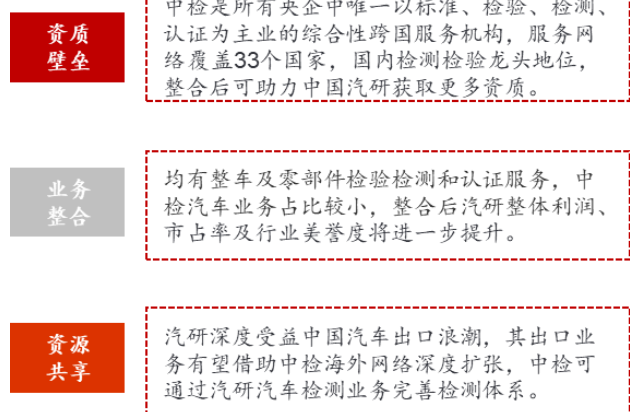 资质
壁垒
中检是所有央企中唯一以标准、检验、检测、
认证为主业的综合性跨国服务机构，服务网
络覆盖33个国家，国内检测检验龙头地位，
整合后可助力中国汽研获取更多资质。
业务
整合
均有整车及零部件检验检测和认证服务，中
检汽车业务占比较小，整合后汽研整体利润、
市占率及行业美誉度将进一步提升。
资源
共享
汽研深度受益中国汽车出口浪潮，其出口业
务有望借助中检海外网络深度扩张，中检可
通过汽研汽车检测业务完善检测体系。